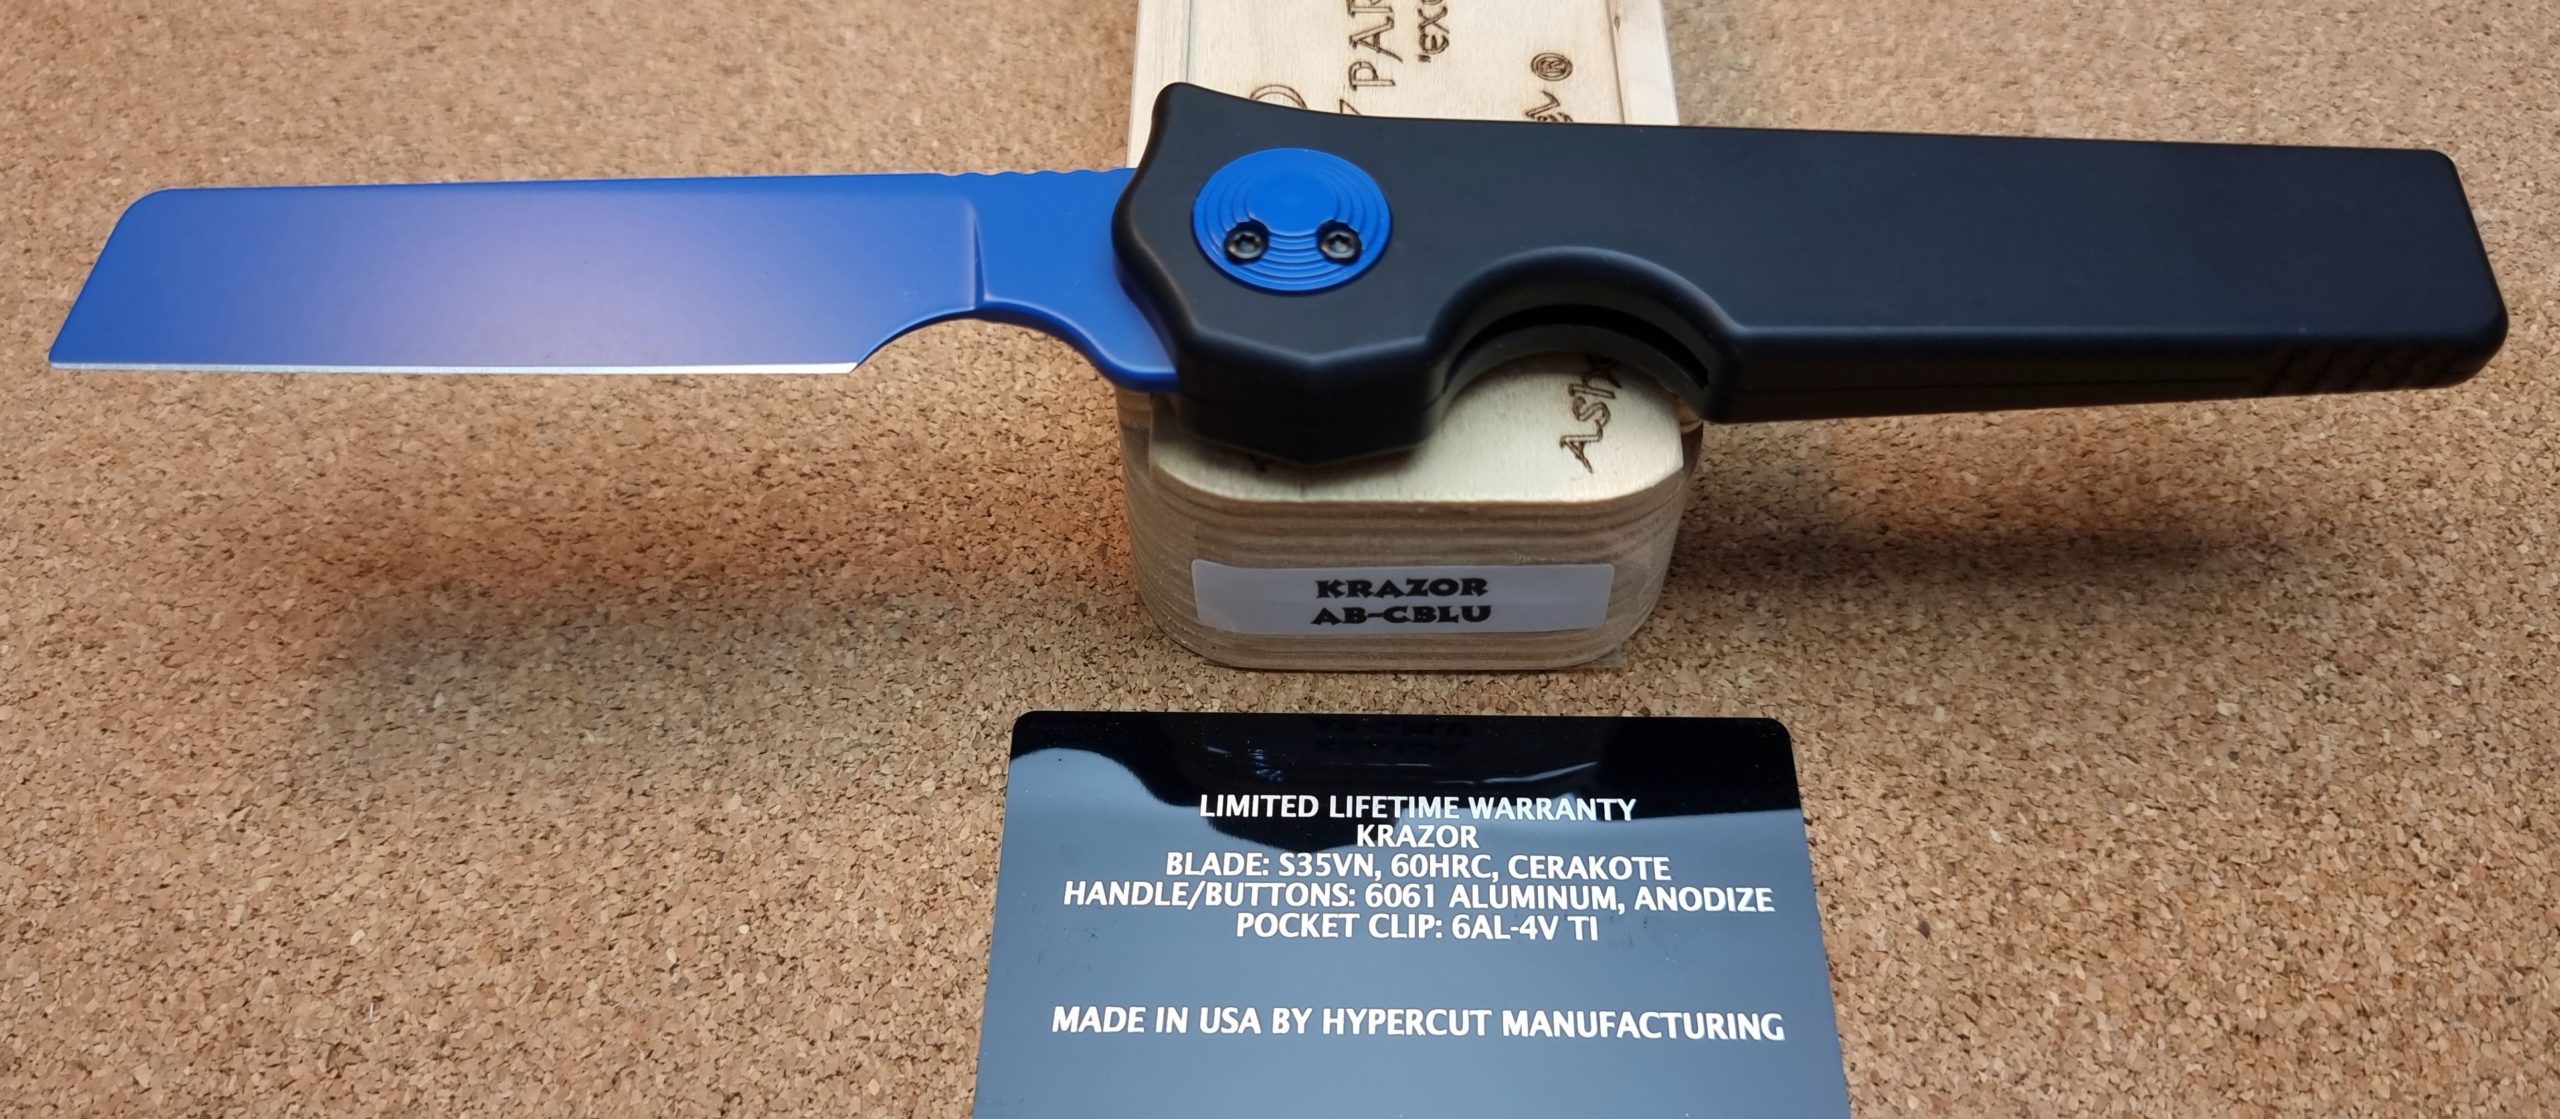 PAR
KRAZOR
AB-CBLU
LIMITED LIFETIME WARRANTY
KRAZOR
BLADE: S35VN, 60HRC, CERAKOTE
HANDLE/BUTTONS: 6061 ALUMINUM, ANODIZE
POCKET CLIP: 6AL-4V TI
MADE IN USA BY HYPERCUT MANUFACTURING